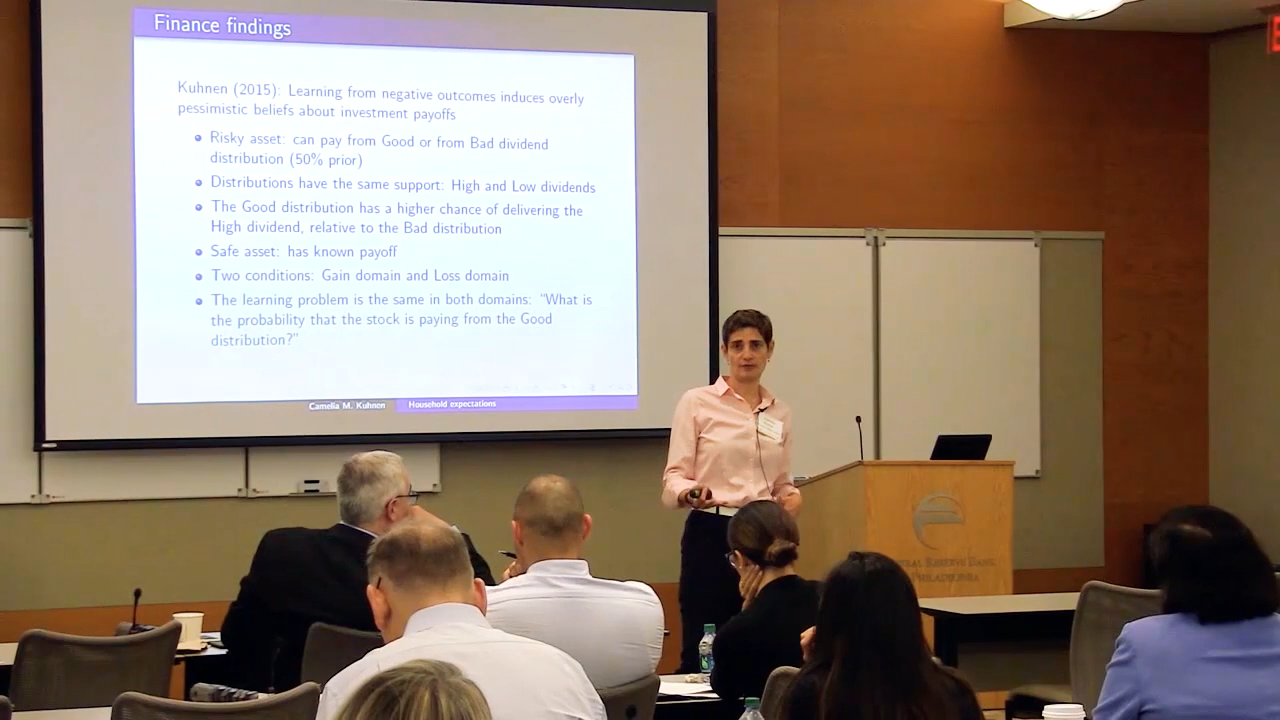 Finance findings
Kuhnen (2015): Learning from negative outcomes induces overly
pessimistic beliefs about investment payoffs
Risky asset: can pay from Good or from Bad dividend
distribution (50% prior)
Distributions have the same support: High and Low dividends
The Good distribution has a higher chance of delivering the
High dividend, relative to the Bad distribution
Safe asset: has known payoff
Two conditions: Gain domain and Loss domain
The learning problem is the same in both domains: "What is
the probability that the stock is paying from the Good
distribution?"
Camelia M. Kuhnen
Household expectations
Reserve Bank
Philadelphia